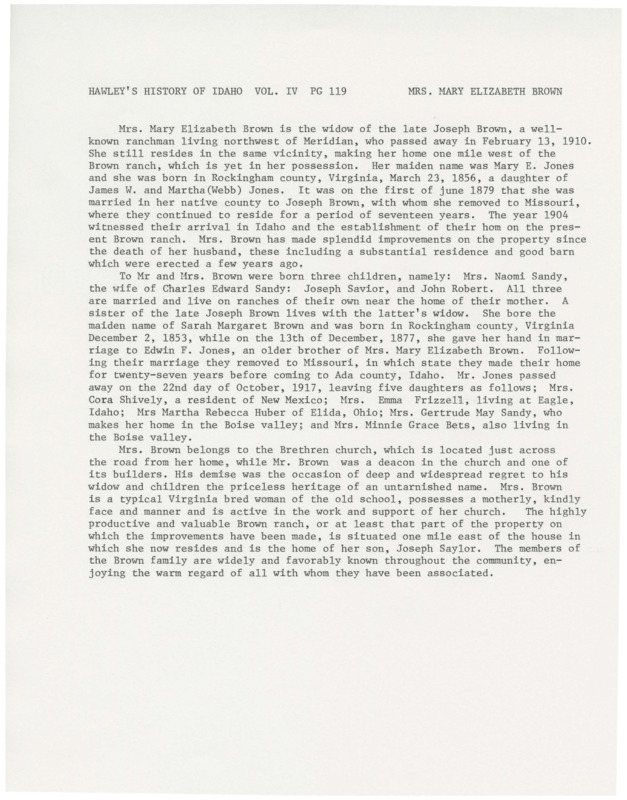 HAWLEY'S HISTORY OF IDAHO VOL. IV PG 119 MRS. MARY ELIZABETH BROWN
Mrs. Mary Elizabeth Brown is the widow of the late Joseph Brown, a well-
known ranchman living northwest of Meridian, who passed away in February 13, 1910.
She still resides in the same vicinity, making her home one mile west of the
Brown ranch, which is yet in her possession. Her maiden name was Mary E. Jones
and she was born in Rockingham county, Virginia, March 23, 1856, a daughter of
James W. and Martha(Webb) Jones. It was on the first of june 1879 that she was
married in her native county to Joseph Brown, with whom she removed to Missouri,
where they continued to reside for a period of seventeen years. The year 1904
witnessed their arrival in Idaho and the establishment of their hom on the pres-
ent Brown ranch. Mrs. Brown has made splendid improvements on the property since
the death of her husband, these including a substantial residence and good barn
which were erected a few years ago.
To Mr and Mrs. Brown were born three children, namely: Mrs. Naomi Sandy,
the wife of Charles Edward Sandy: Joseph Savior, and John Robert. All three
are married and live on ranches of their own near the home of their mother. A
sister of the late Joseph Brown lives with the latter's widow. She bore the
maiden name of Sarah Margaret Brown and was born in Rockingham county, Virginia
December 2, 1853, while on the 13th of December, 1877, she gave her hand in mar-
riage to Edwin F. Jones, an older brother of Mrs. Mary Elizabeth Brown. Follow-
ing their marriage they removed to Missouri, in which state they made their home
for twenty-seven years before coming to Ada county, Idaho. Mr. Jones passed
away on the 22nd day of October, 1917, leaving five daughters as follows; Mrs.
Cora Shively, a resident of New Mexico; Mrs. Emma Frizzell, living at Eagle,
Idaho; Mrs Martha Rebecca Huber of Elida, Ohio; Mrs. Gertrude May Sandy, who
makes her home in the Boise valley; and Mrs. Minnie Grace Bets, also living in
the Boise valley.
Mrs. Brown belongs to the Brethren church, which is located just across
the road from her home, while Mr. Brown was a deacon in the church and one of
its builders. His demise was the occasion of deep and widespread regret to his
widow and children the priceless heritage of an untarnished name. Mrs. Brown
is a typical Virginia bred woman of the old school, possesses a motherly, kindly
face and manner and is active in the work and support of her church. The highly
productive and valuable Brown ranch, or at least that part of the property on
which the improvements have been made, is situated one mile east of the house in
which she now resides and is the home of her son, Joseph Saylor. The members of
the Brown family are widely and favorably known throughout the community, en-
joying the warm regard of all with whom they have been associated.